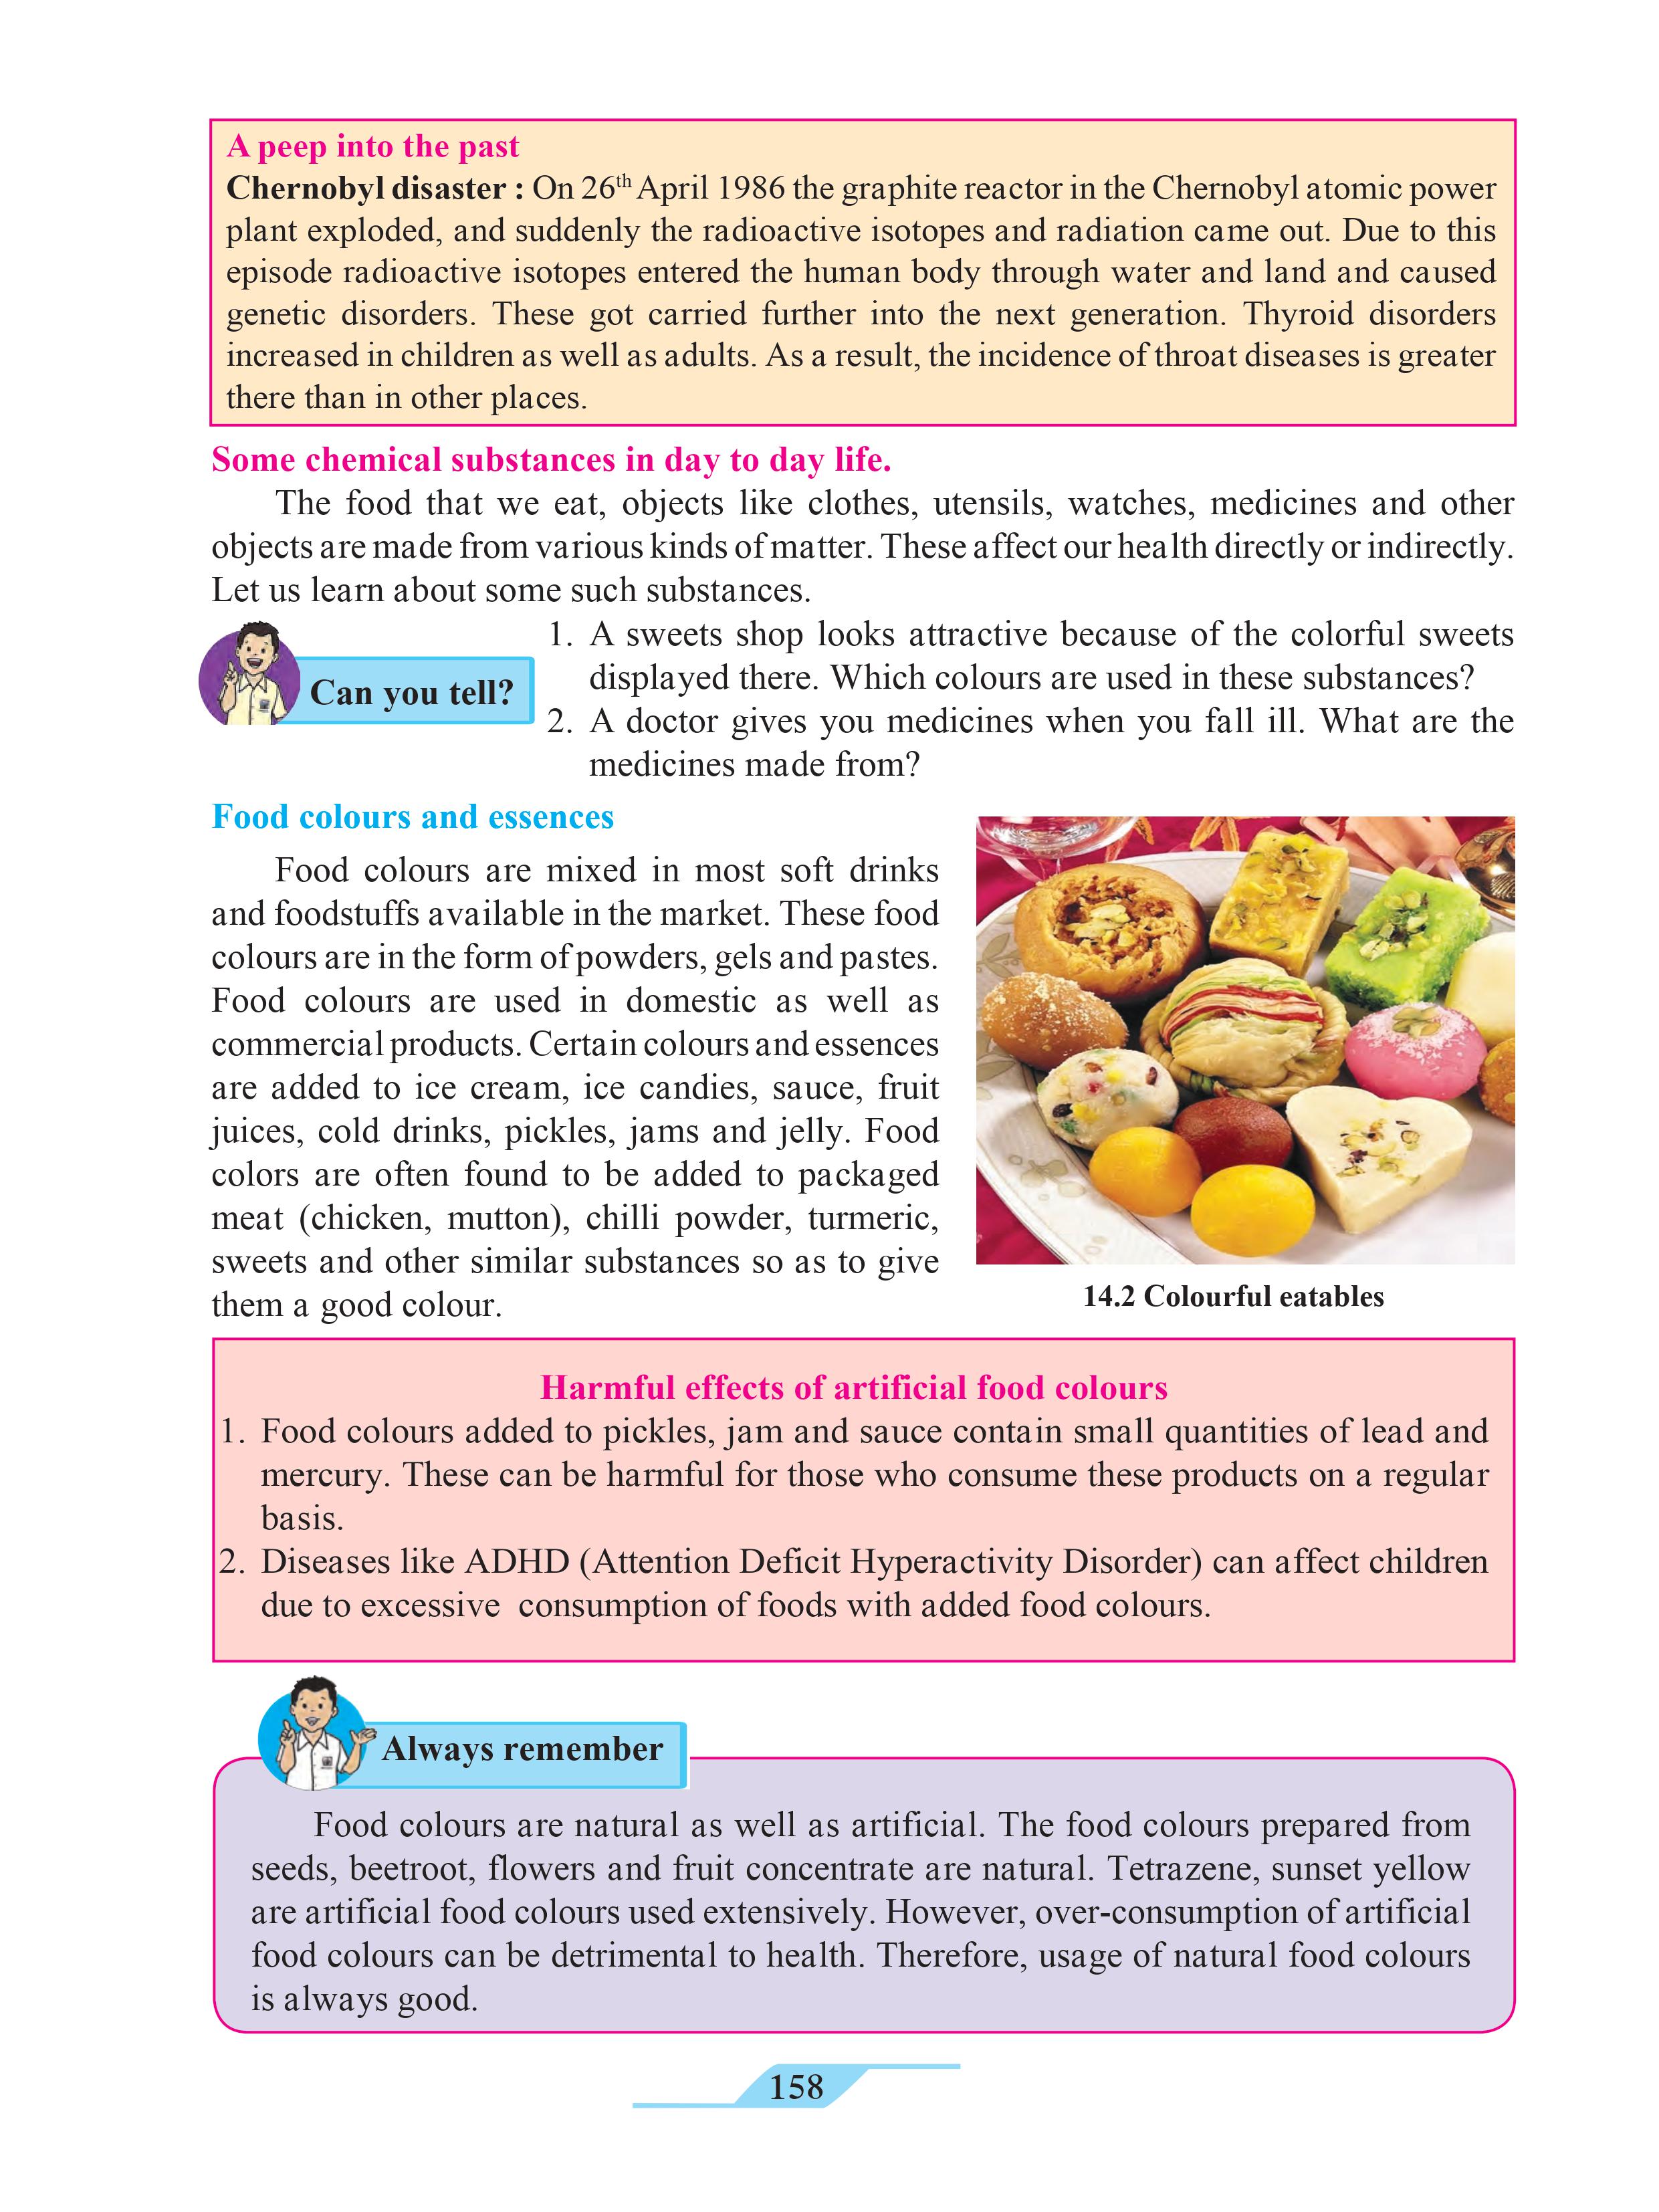 A peep into the past
Chernobyl disaster : On 26th April 1986 the graphite reactor in the Chernobyl atomic power
plant exploded, and suddenly the radioactive isotopes and radiation came out. Due to this
episode radioactive isotopes entered the human body through water and land and caused
genetic disorders. These got carried further into the next generation. Thyroid disorders
increased in children as well as adults. As a result, the incidence of throat diseases is greater
there than in other places.
Some chemical substances in day to day life.
The food that we eat, objects like clothes, utensils, watches, medicines and other
objects are made from various kinds of matter. These affect our health directly or indirectly.
Let us learn about some such substances.
Can you tell?
1. A sweets shop looks attractive because of the colorful sweets
displayed there. Which colours are used in these substances?
2. A doctor gives you medicines when you fall ill. What are the
medicines made from?
Food colours and essences
Food colours are mixed in most soft drinks
and foodstuffs available in the market. These food
colours are in the form of powders, gels and pastes.
Food colours are used in domestic as well as
commercial products. Certain colours and essences
are added to ice cream, ice candies, sauce, fruit
juices, cold drinks, pickles, jams and jelly. Food
colors are often found to be added to packaged
meat (chicken, mutton), chilli powder, turmeric,
sweets and other similar substances so as to give
them a good colour.
14.2 Colourful eatables
Harmful effects of artificial food colours
1. Food colours added to pickles, jam and sauce contain small quantities of lead and
mercury. These can be harmful for those who consume these products on a regular
basis.
2. Diseases like ADHD (Attention Deficit Hyperactivity Disorder) can affect children
due to excessive consumption of foods with added food colours.
Always remember
Food colours are natural as well as artificial. The food colours prepared from
seeds, beetroot, flowers and fruit concentrate are natural. Tetrazene, sunset yellow
are artificial food colours used extensively. However, over-consumption of artificial
food colours can be detrimental to health. Therefore, usage of natural food colours
is always good.
158